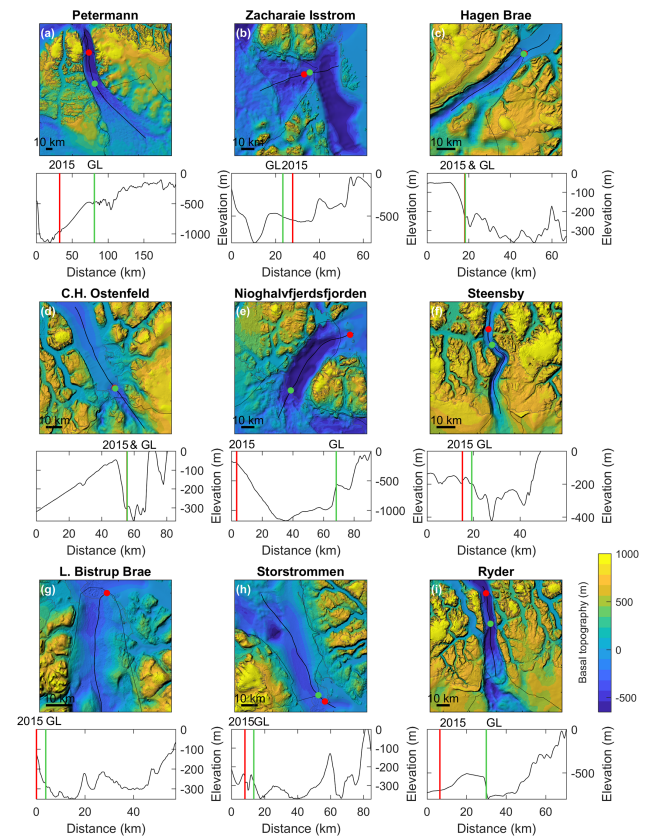 Petermann
Zacharaie Isstrom
Hagen Brae
(a)
(b)
(c)
10 km
10 km
10 km
2015 GL
GL 2015
2015 & GL
0
-500
-1000
Elevation (m)
0
-500
Elevation (m)
0
-100
-200
-300
Elevation (m)
0 50 100 150
0 20 40 60
0 20 40 60
Distance (km)
Distance (km)
Distance (km)
C.H. Ostenfeld
Nioghalvfjerdsfjorden
Steensby
(d)
(e)
(f)
10 km
10 km
10 km
2015 & GL
2015 GL
2015 GL
0
-100
-200
-300
Elevation (m)
0
-500
-1000
Elevation (m)
0
-200
-400
Elevation (m)
0 20 40 60 80
0 20 40 60 80
0 20 40
Distance (km)
Distance (km)
Distance (km)
L. Bistrup Brae
Storstrommen
Ryder
(g)
(h)
(i)
10 km
10 km
10 km
1000
500
0
-500
Basal topography (m)
2015 GL
2015 GL
2015 GL
0
-100
-200
-300
Elevation (m)
0
-100
-200
-300
Elevation (m)
0
-500
Elevation (m)
0 20 40
0 20 40 60 80
0 20 40 60
Distance (km)
Distance (km)
Distance (km)